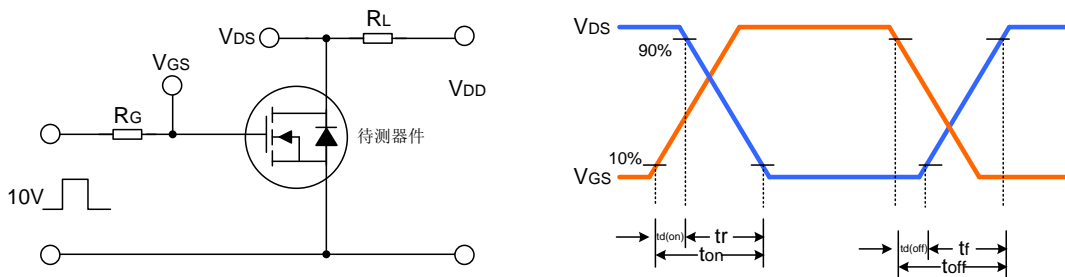 VDS
RL
VGS
RG
VDD
待测器件
10V
VDS
90%
10%
VGS
td(on)
tr
ton
td(off)
tf
toff